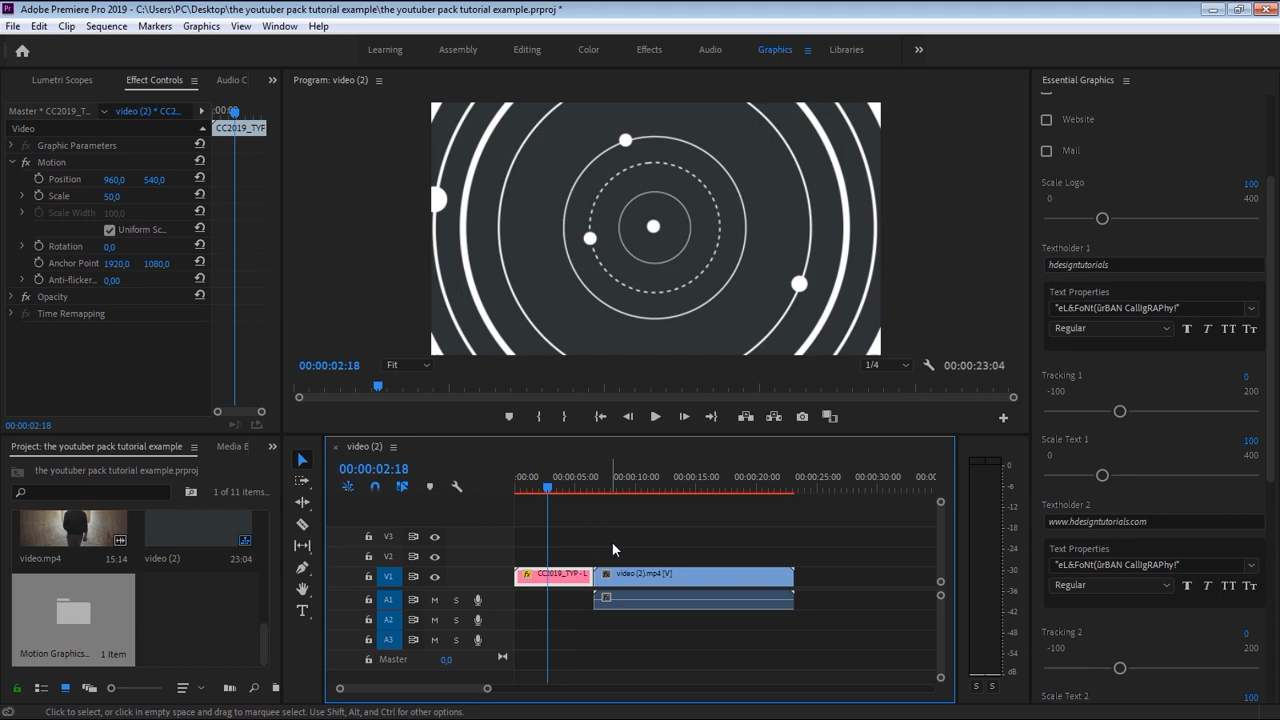 Adobe Premiere Pro 2019 - C:\Users\PC\Desktop\the youtuber pack tutorial example\the youtuber pack tutorial example.prproj *
File Edit Clip Sequence Markers Graphics View Window Help
Learning Assembly Editing Color Effects Audio Graphics Libraries
Lumetri Scopes Effect Controls Audio C
Program: video (2)
Essential Graphics
Master * CC2019_T... video (2) * CC2...
:00:00
Video
CC2019_TYP
Graphic Parameters
Motion
Position 960,0 540,0
Scale 50,0
Scale Width 100,0
Uniform Sc...
Rotation 0,0
Anchor Point 1920,0 1080,0
Anti-flicker... 0,00
Opacity
Time Remapping
00:00:02:18
00:00:02:18 Fit 1/4 00:00:23:04
Website
Mail
Scale Logo 100
0 400
Textholder 1
hdesigntutorials
Text Properties
"eL&FoNt{ûrBAN CallIgRAPhy!"
Regular T T TT Tт
Tracking 1 0
-100 200
Scale Text 1 100
0 400
Textholder 2
www.hdesigntutorials.com
Text Properties
"eL&FoNt{ûrBAN CallIgRAPhy!"
Regular T T TT Tт
Tracking 2 0
-100 200
Scale Text 2 100
Project: the youtuber pack tutorial example Media E
the youtuber pack tutorial example.prproj
1 of 11 items...
video.mp4 15:14
video (2) 23:04
Motion Graphics... 1 Item
video (2)
00:00:02:18
:00:00 00:00:05:00 00:00:10:00 00:00:15:00 00:00:20:00 00:00:25:00 00:00:30:00 00:0
V3
V2
V1 CC2019_TYP - L video (2).mp4 [V]
A1 M S
A2 M S
A3 M S
Master 0,0
0
-6
-12
-18
-24
-30
-36
-42
-48
-54
dB
S S
Click to select, or click in empty space and drag to marquee select. Use Shift, Alt, and Ctrl for other options.